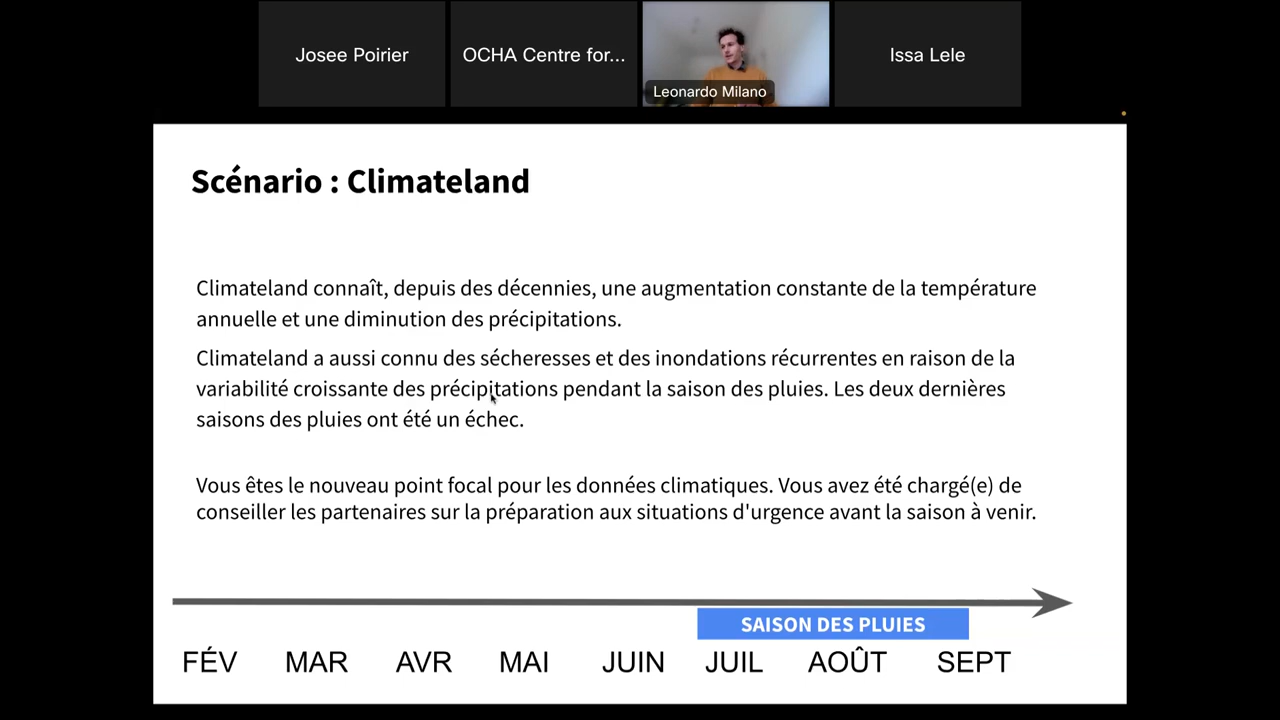 Josee Poirier
OCHA Centre for...
Leonardo Milano
Issa Lele
Scénario : Climateland
Climateland connaît, depuis des décennies, une augmentation constante de la température
annuelle et une diminution des précipitations.
Climateland a aussi connu des sécheresses et des inondations récurrentes en raison de la
variabilité croissante des précipitations pendant la saison des pluies. Les deux dernières
saisons des pluies ont été un échec.
Vous êtes le nouveau point focal pour les données climatiques. Vous avez été chargé(e) de
conseiller les partenaires sur la préparation aux situations d'urgence avant la saison à venir.
SAISON DES PLUIES
FÉV MAR AVR MAI JUIN JUIL AOÛT SEPT